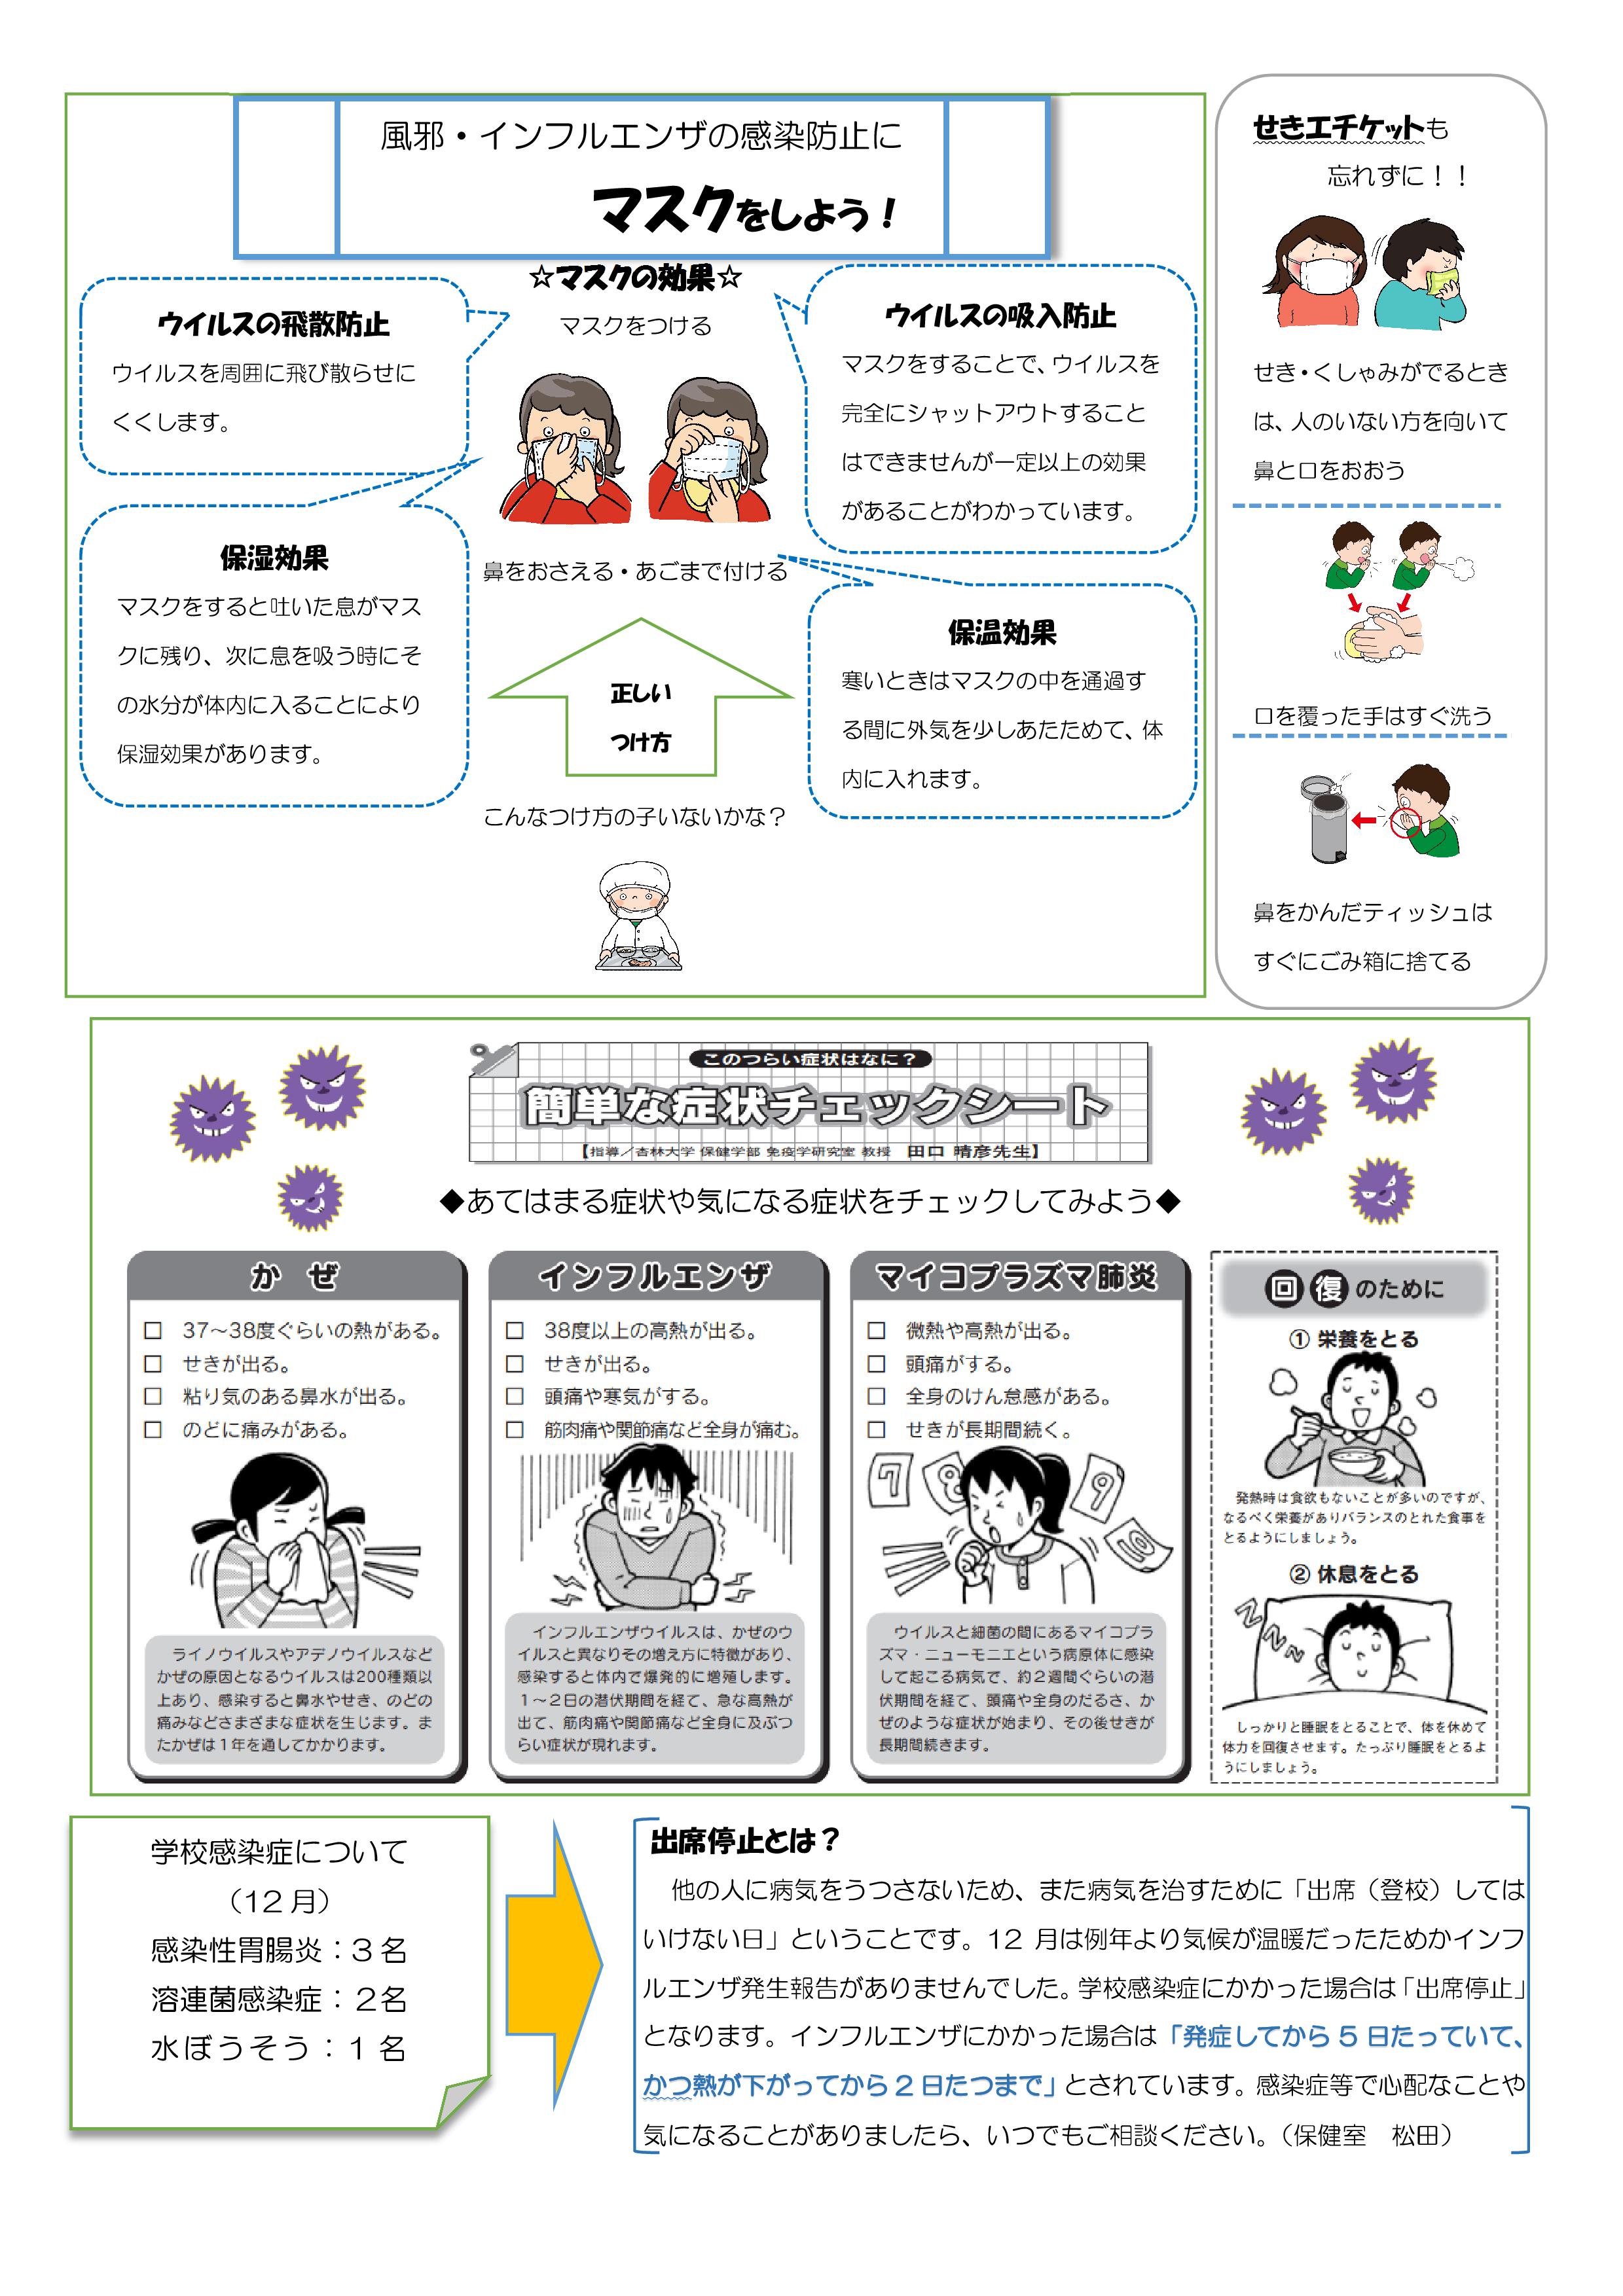 風邪・インフルエンザの感染防止に
マスクをしよう！
☆マスクの効果☆
マスクをつける
ウイルスの飛散防止
ウイルスを周囲に飛び散らせに
くくします。
保湿効果
マスクをすると吐いた息がマス
クに残り、次に息を吸う時にそ
の水分が体内に入ることにより
保湿効果があります。
鼻をおさえる・あごまで付ける
正しい
つけ方
こんなつけ方の子いないかな？
ウイルスの吸入防止
マスクをすることで、ウイルスを
完全にシャットアウトすること
はできませんが一定以上の効果
があることがわかっています。
保温効果
寒いときはマスクの中を通過す
る間に外気を少しあたためて、体
内に入れます。
せきエチケットも
忘れずに！！
せき・くしゃみがでるとき
は、人のいない方を向いて
鼻と口をおおう
口を覆った手はすぐ洗う
鼻をかんだティッシュは
すぐにごみ箱に捨てる
このつらい症状はなに？
簡単な症状チェックシート
【指導／杏林大学 保健学部 免疫学研究室 教授　田口 晴彦先生】
◆あてはまる症状や気になる症状をチェックしてみよう◆
かぜ
□ 37～38度ぐらいの熱がある。
□ せきが出る。
□ 粘り気のある鼻水が出る。
□ のどに痛みがある。
ライノウイルスやアデノウイルスなど
かぜの原因となるウイルスは200種類以
上あり、感染すると鼻水やせき、のどの
痛みなどさまざまな症状を生じます。ま
たかぜは１年を通してかかります。
インフルエンザ
□ 38度以上の高熱が出る。
□ せきが出る。
□ 頭痛や寒気がする。
□ 筋肉痛や関節痛など全身が痛む。
インフルエンザウイルスは、かぜのウ
イルスと異なりその増え方に特徴があり、
感染すると体内で爆発的に増殖します。
１～２日の潜伏期間を経て、急な高熱が
出て、筋肉痛や関節痛など全身に及ぶつ
らい症状が現れます。
マイコプラズマ肺炎
□ 微熱や高熱が出る。
□ 頭痛がする。
□ 全身のけん怠感がある。
□ せきが長期間続く。
7 8 9 10
ウイルスと細菌の間にあるマイコプラ
ズマ・ニューモニエという病原体に感染
して起こる病気で、約２週間ぐらいの潜
伏期間を経て、頭痛や全身のだるさ、か
ぜのような症状が始まり、その後せきが
長期間続きます。
回復のために
① 栄養をとる
発熱時は食欲もないことが多いのですが、
なるべく栄養がありバランスのとれた食事を
とるようにしましょう。
② 休息をとる
ZZzz
しっかりと睡眠をとることで、体を休めて
体力を回復させます。たっぷり睡眠をとるよ
うにしましょう。
学校感染症について
（12 月）
感染性胃腸炎：３名
溶連菌感染症：２名
水ぼうそう：１名
出席停止とは？
他の人に病気をうつさないため、また病気を治すために「出席（登校）しては
いけない日」ということです。12 月は例年より気候が温暖だったためかインフ
ルエンザ発生報告がありませんでした。学校感染症にかかった場合は「出席停止」
となります。インフルエンザにかかった場合は「発症してから 5 日たっていて、
かつ熱が下がってから 2 日たつまで」とされています。感染症等で心配なことや
気になることがありましたら、いつでもご相談ください。（保健室　松田）